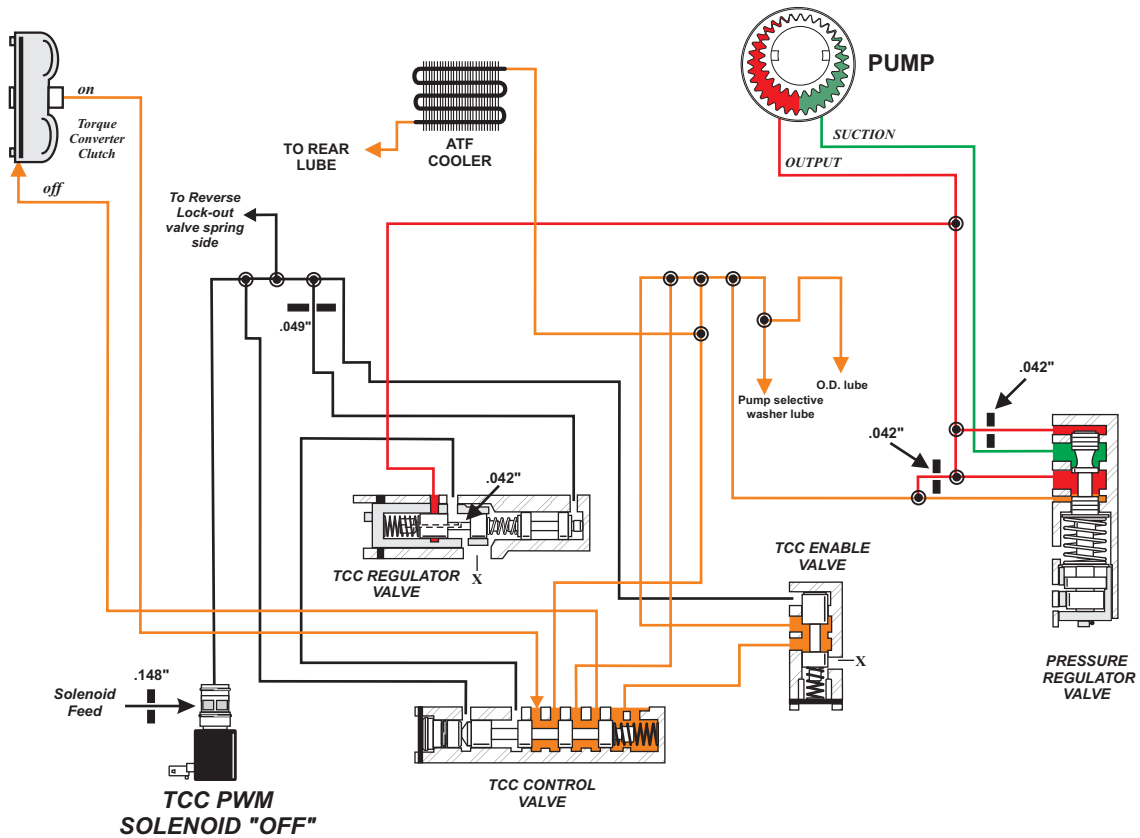 PUMP
on
Torque
Converter
Clutch
off
TO REAR
LUBE
ATF
COOLER
SUCTION
OUTPUT
To Reverse
Lock-out
valve spring
side
.049"
Pump selective
washer lube
O.D. lube
.042"
.042"
.042"
TCC REGULATOR
VALVE
X
TCC ENABLE
VALVE
X
PRESSURE
REGULATOR
VALVE
Solenoid
Feed
.148"
TCC CONTROL
VALVE
TCC PWM
SOLENOID "OFF"